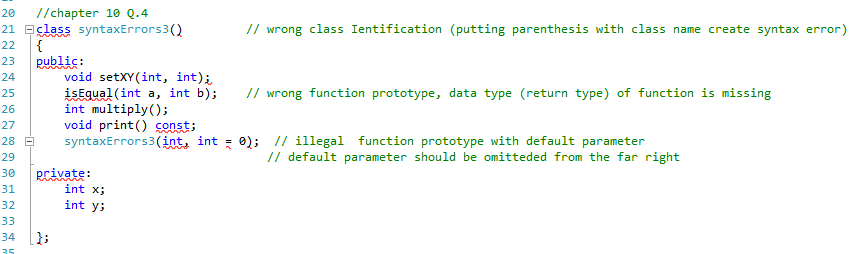 20 //chapter 10 Q.4
21 class syntaxErrors3() // wrong class Ientification (putting parenthesis with class name create syntax error)
22 {
23 public:
24 void setXY(int, int);
25 isEqual(int a, int b); // wrong function prototype, data type (return type) of function is missing
26 int multiply();
27 void print() const;
28 syntaxErrors3(int, int = 0); // illegal function prototype with default parameter
29 // default parameter should be omitteded from the far right
30 private:
31 int x;
32 int y;
33
34 };
35